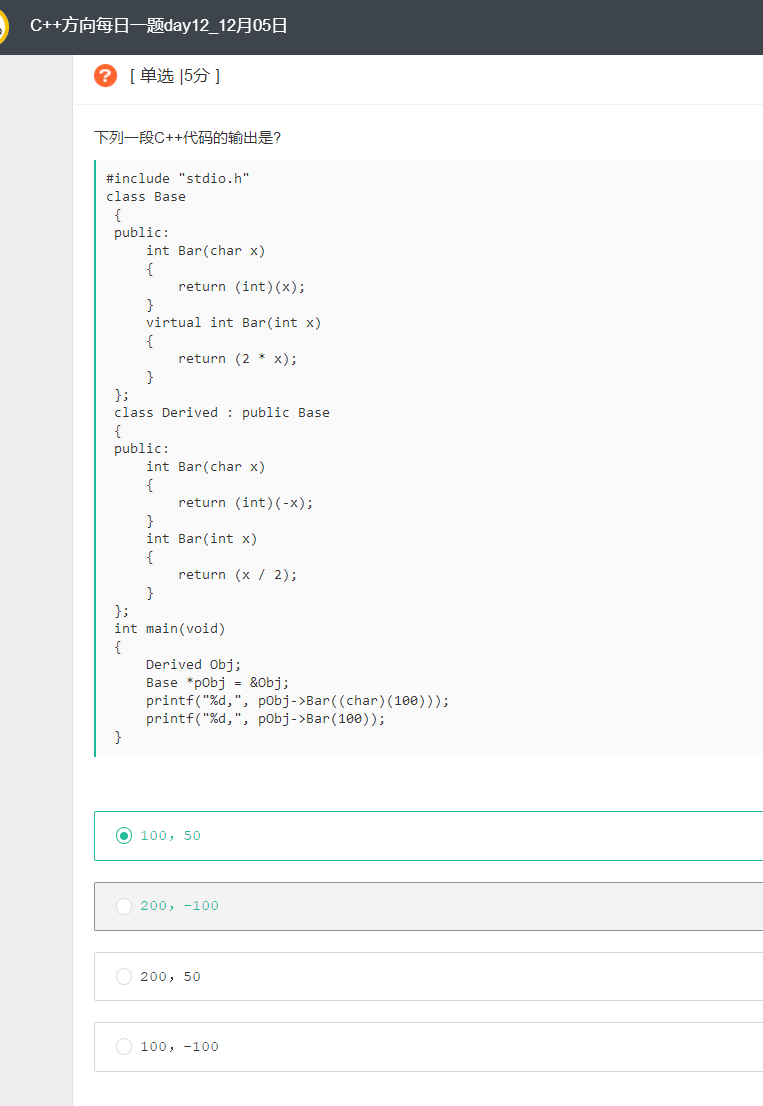 C++方向每日一题day12_12月05日
? [ 单选 |5分 ]
下列一段C++代码的输出是?
#include "stdio.h"
class Base
{
public:
int Bar(char x)
{
return (int)(x);
}
virtual int Bar(int x)
{
return (2 * x);
}
};
class Derived : public Base
{
public:
int Bar(char x)
{
return (int)(-x);
}
int Bar(int x)
{
return (x / 2);
}
};
int main(void)
{
Derived Obj;
Base *pObj = &Obj;
printf("%d,", pObj->Bar((char)(100)));
printf("%d,", pObj->Bar(100));
}
100，50
200，-100
200，50
100，-100